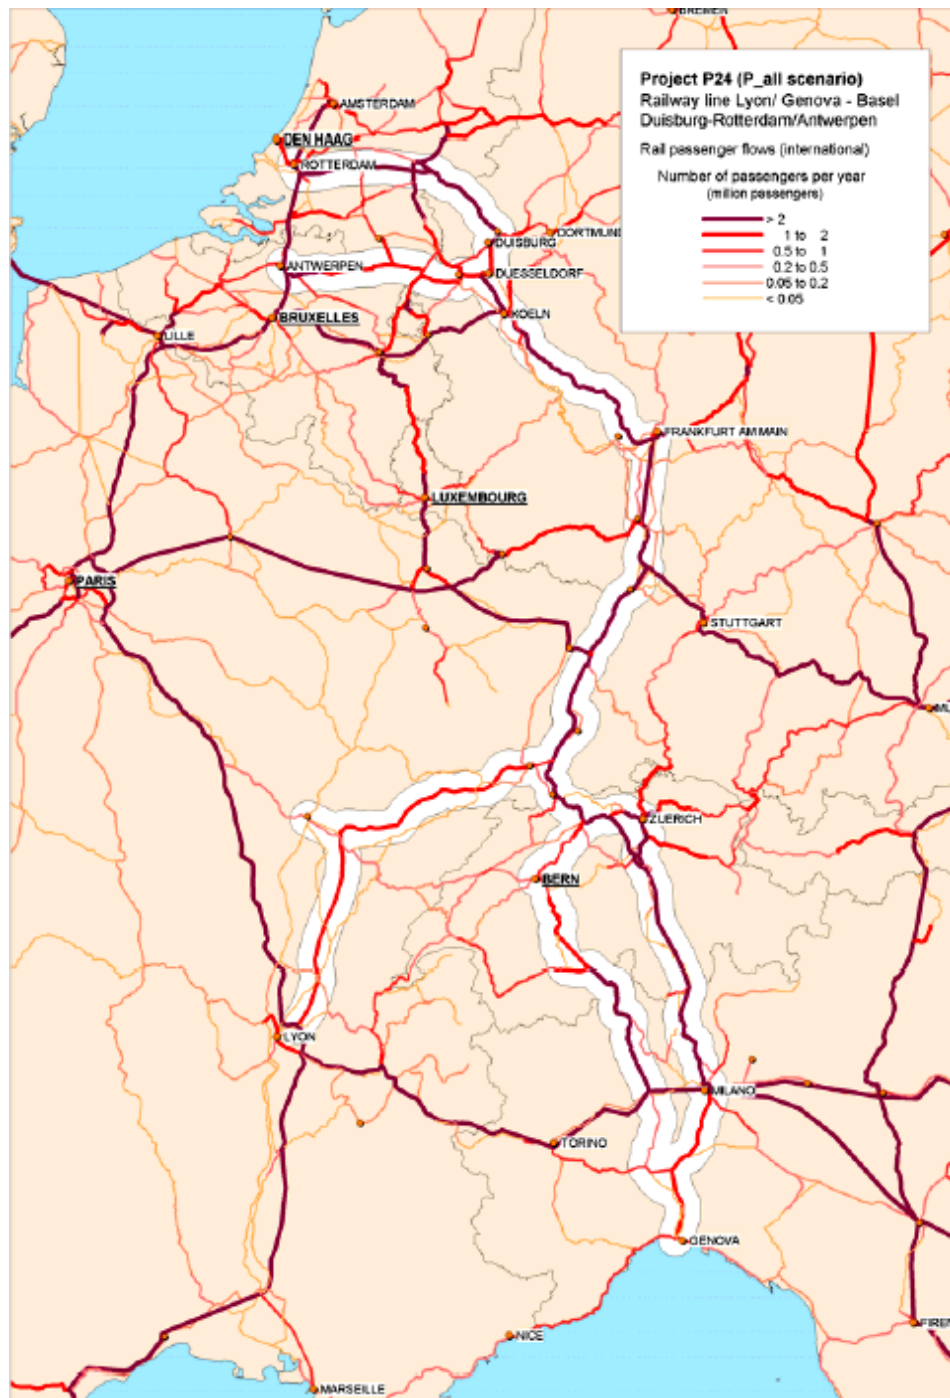 BREMEN
Project P24 (P_all scenario)
Railway line Lyon/ Genova - Basel
Duisburg-Rotterdam/Antwerpen
Rail passenger flows (international)
Number of passengers per year
(milion passengers)
> 2
1 to 2
0.5 to 1
0.2 to 0.5
0.05 to 0.2
< 0.05
AMSTERDAM
DEN HAAG
ROTTERDAM
DORTMUND
DUISBURG
ANTWERPEN
DUESSELDORF
BRUXELLES
KOELN
LILLE
FRANKFURT AM MAIN
LUXEMBOURG
PARIS
STUTTGART
ZUERICH
BERN
LYON
MILANO
TORINO
GENOVA
FIREN
NICE
MARSEILLE